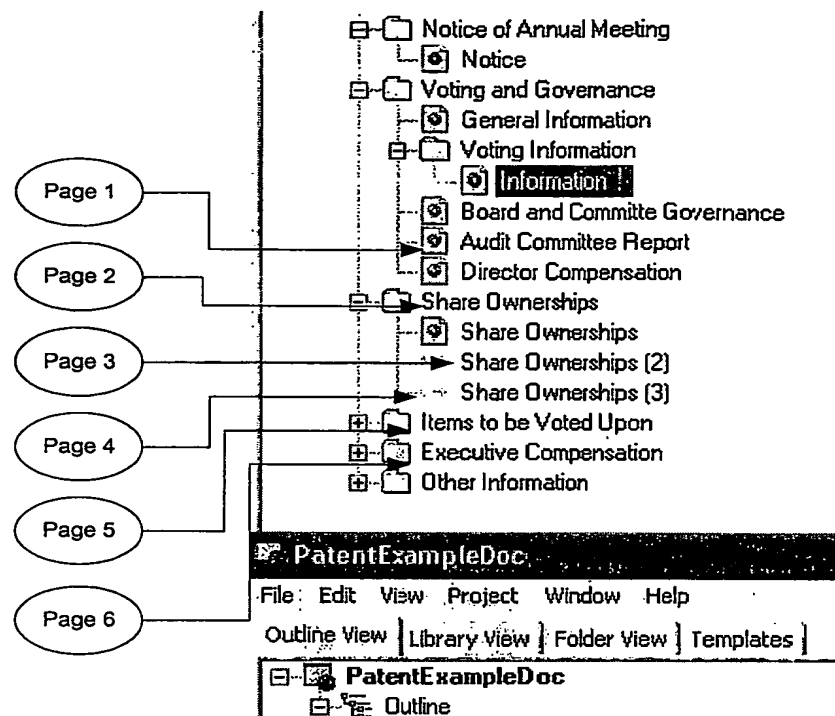 Notice of Annual Meeting
Notice
Voting and Governance
General Information
Voting Information
Information
Board and Committe Governance
Audit Committee Report
Director Compensation
Share Ownerships
Share Ownerships
Share Ownerships (2)
Share Ownerships (3)
Items to be Voted Upon
Executive Compensation
Other Information
Page 1
Page 2
Page 3
Page 4
Page 5
Page 6
PatentExampleDoc
File Edit View Project Window Help
Outline View Library View Folder View Templates
PatentExampleDoc
Outline